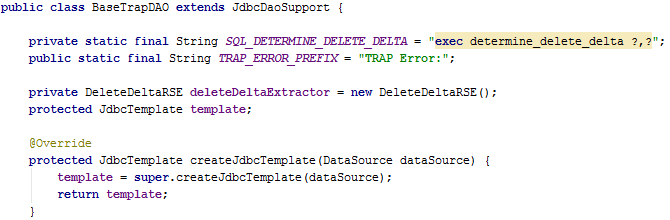 public class BaseTrapDAO extends JdbcDaoSupport {
private static final String SQL_DETERMINE_DELETE_DELTA = "exec determine_delete_delta ?,?";
public static final String TRAP_ERROR_PREFIX = "TRAP Error:";
private DeleteDeltaRSE deleteDeltaExtractor = new DeleteDeltaRSE();
protected JdbcTemplate template;
@Override
protected JdbcTemplate createJdbcTemplate(DataSource dataSource) {
template = super.createJdbcTemplate(dataSource);
return template;
}